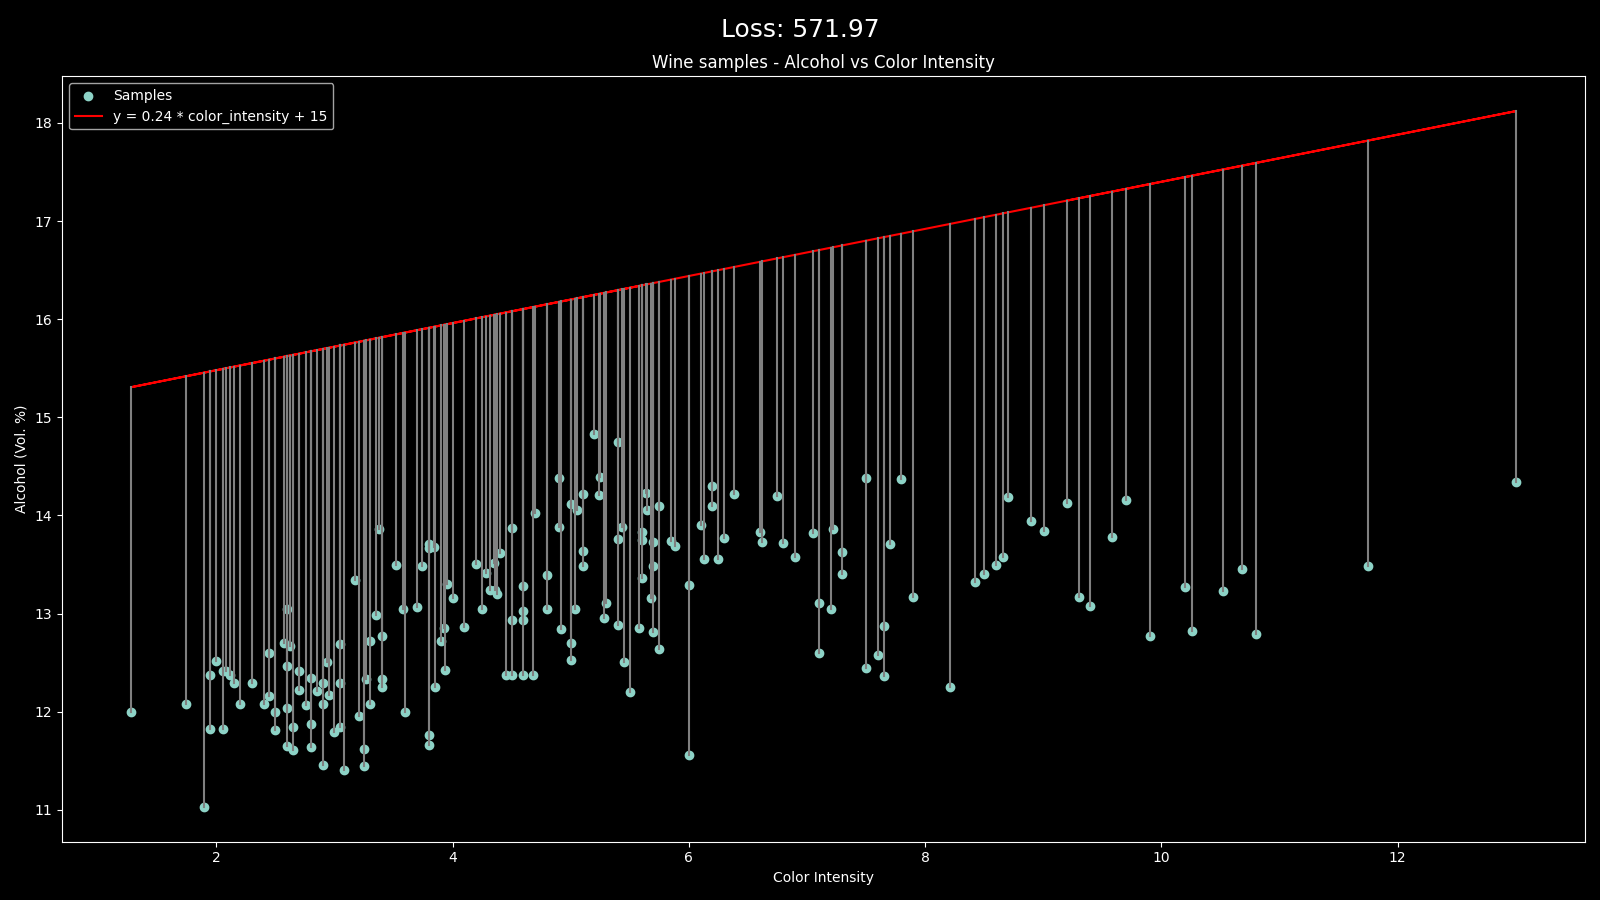 Loss: 571.97
Wine samples - Alcohol vs Color Intensity
Samples
y = 0.24 * color_intensity + 15
18
17
16
15
14
13
12
11
Alcohol (Vol. %)
2 4 6 8 10 12
Color Intensity